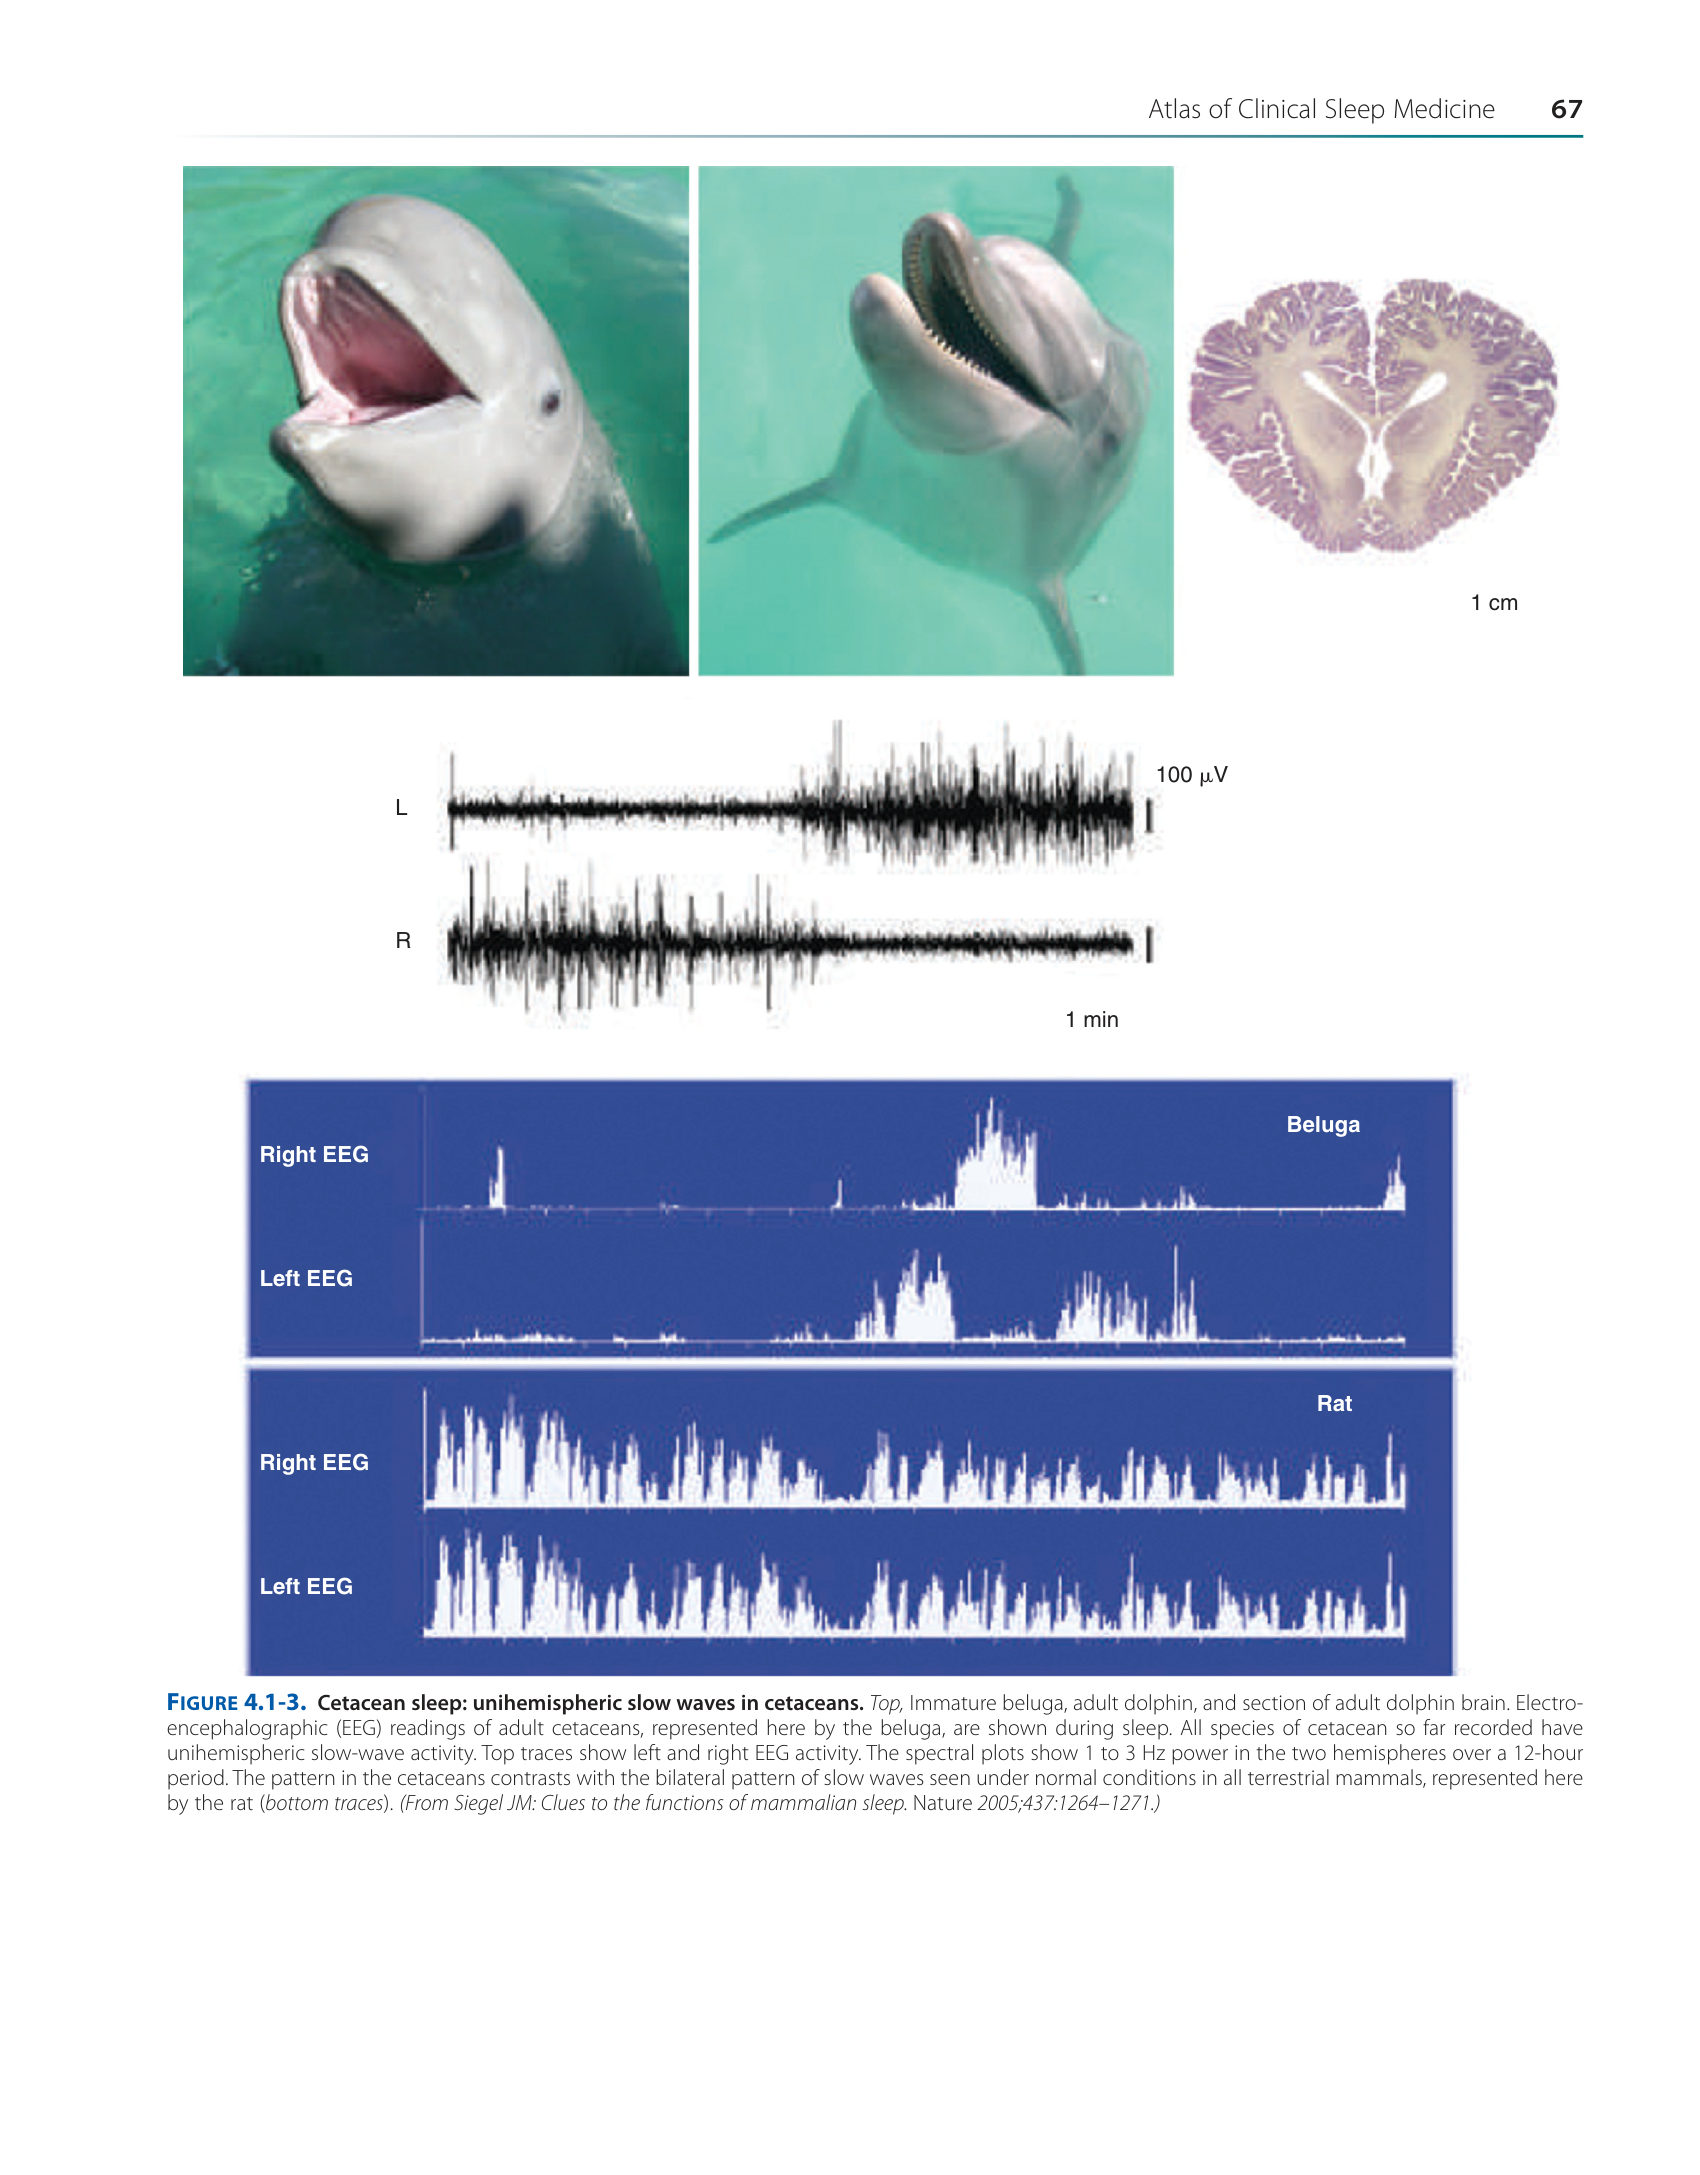 Atlas of Clinical Sleep Medicine 67
1 cm
L
100 μV
R
1 min
Beluga
Right EEG
Left EEG
Rat
Right EEG
Left EEG
FIGURE 4.1-3. Cetacean sleep: unihemispheric slow waves in cetaceans. Top, Immature beluga, adult dolphin, and section of adult dolphin brain. Electro-
encephalographic (EEG) readings of adult cetaceans, represented here by the beluga, are shown during sleep. All species of cetacean so far recorded have
unihemispheric slow-wave activity. Top traces show left and right EEG activity. The spectral plots show 1 to 3 Hz power in the two hemispheres over a 12-hour
period. The pattern in the cetaceans contrasts with the bilateral pattern of slow waves seen under normal conditions in all terrestrial mammals, represented here
by the rat (bottom traces). (From Siegel JM: Clues to the functions of mammalian sleep. Nature 2005;437:1264–1271.)